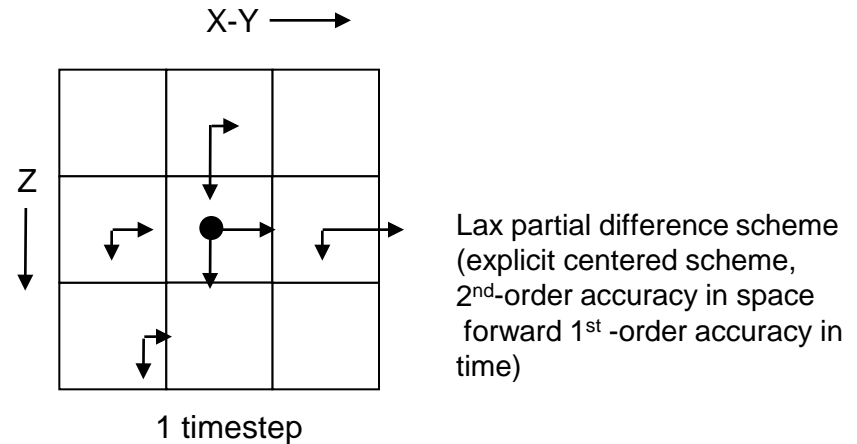 X-Y
Z
Lax partial difference scheme
(explicit centered scheme,
2nd-order accuracy in space
forward 1st -order accuracy in
time)
1 timestep